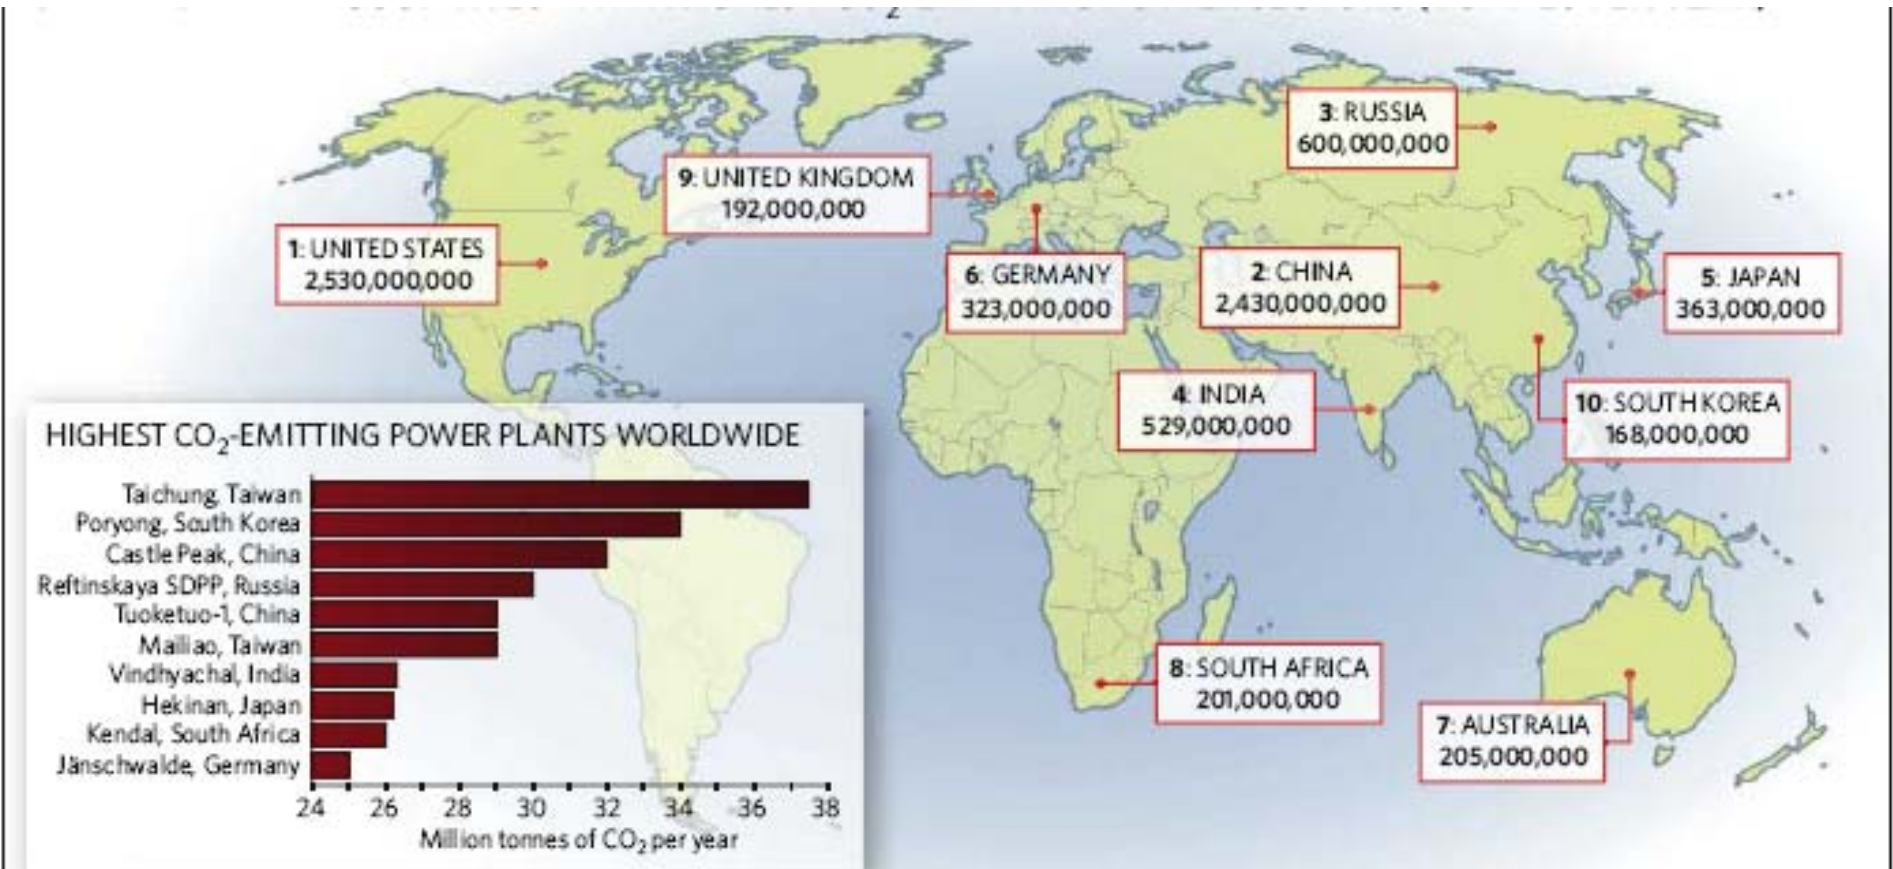 3: RUSSIA
600,000,000
9: UNITED KINGDOM
192,000,000
1: UNITED STATES
2,530,000,000
6: GERMANY
323,000,000
2: CHINA
2,430,000,000
5: JAPAN
363,000,000
4: INDIA
529,000,000
10: SOUTH KOREA
168,000,000
8: SOUTH AFRICA
201,000,000
7: AUSTRALIA
205,000,000
HIGHEST CO₂-EMITTING POWER PLANTS WORLDWIDE
Taichung, Taiwan
Poryong, South Korea
Castle Peak, China
Reftinskaya SDPP, Russia
Tuoketuo-1, China
Mailiao, Taiwan
Vindhyachal, India
Hekinan, Japan
Kendal, South Africa
Jänschwalde, Germany
24 26 28 30 32 34 36 38
Million tonnes of CO₂ per year